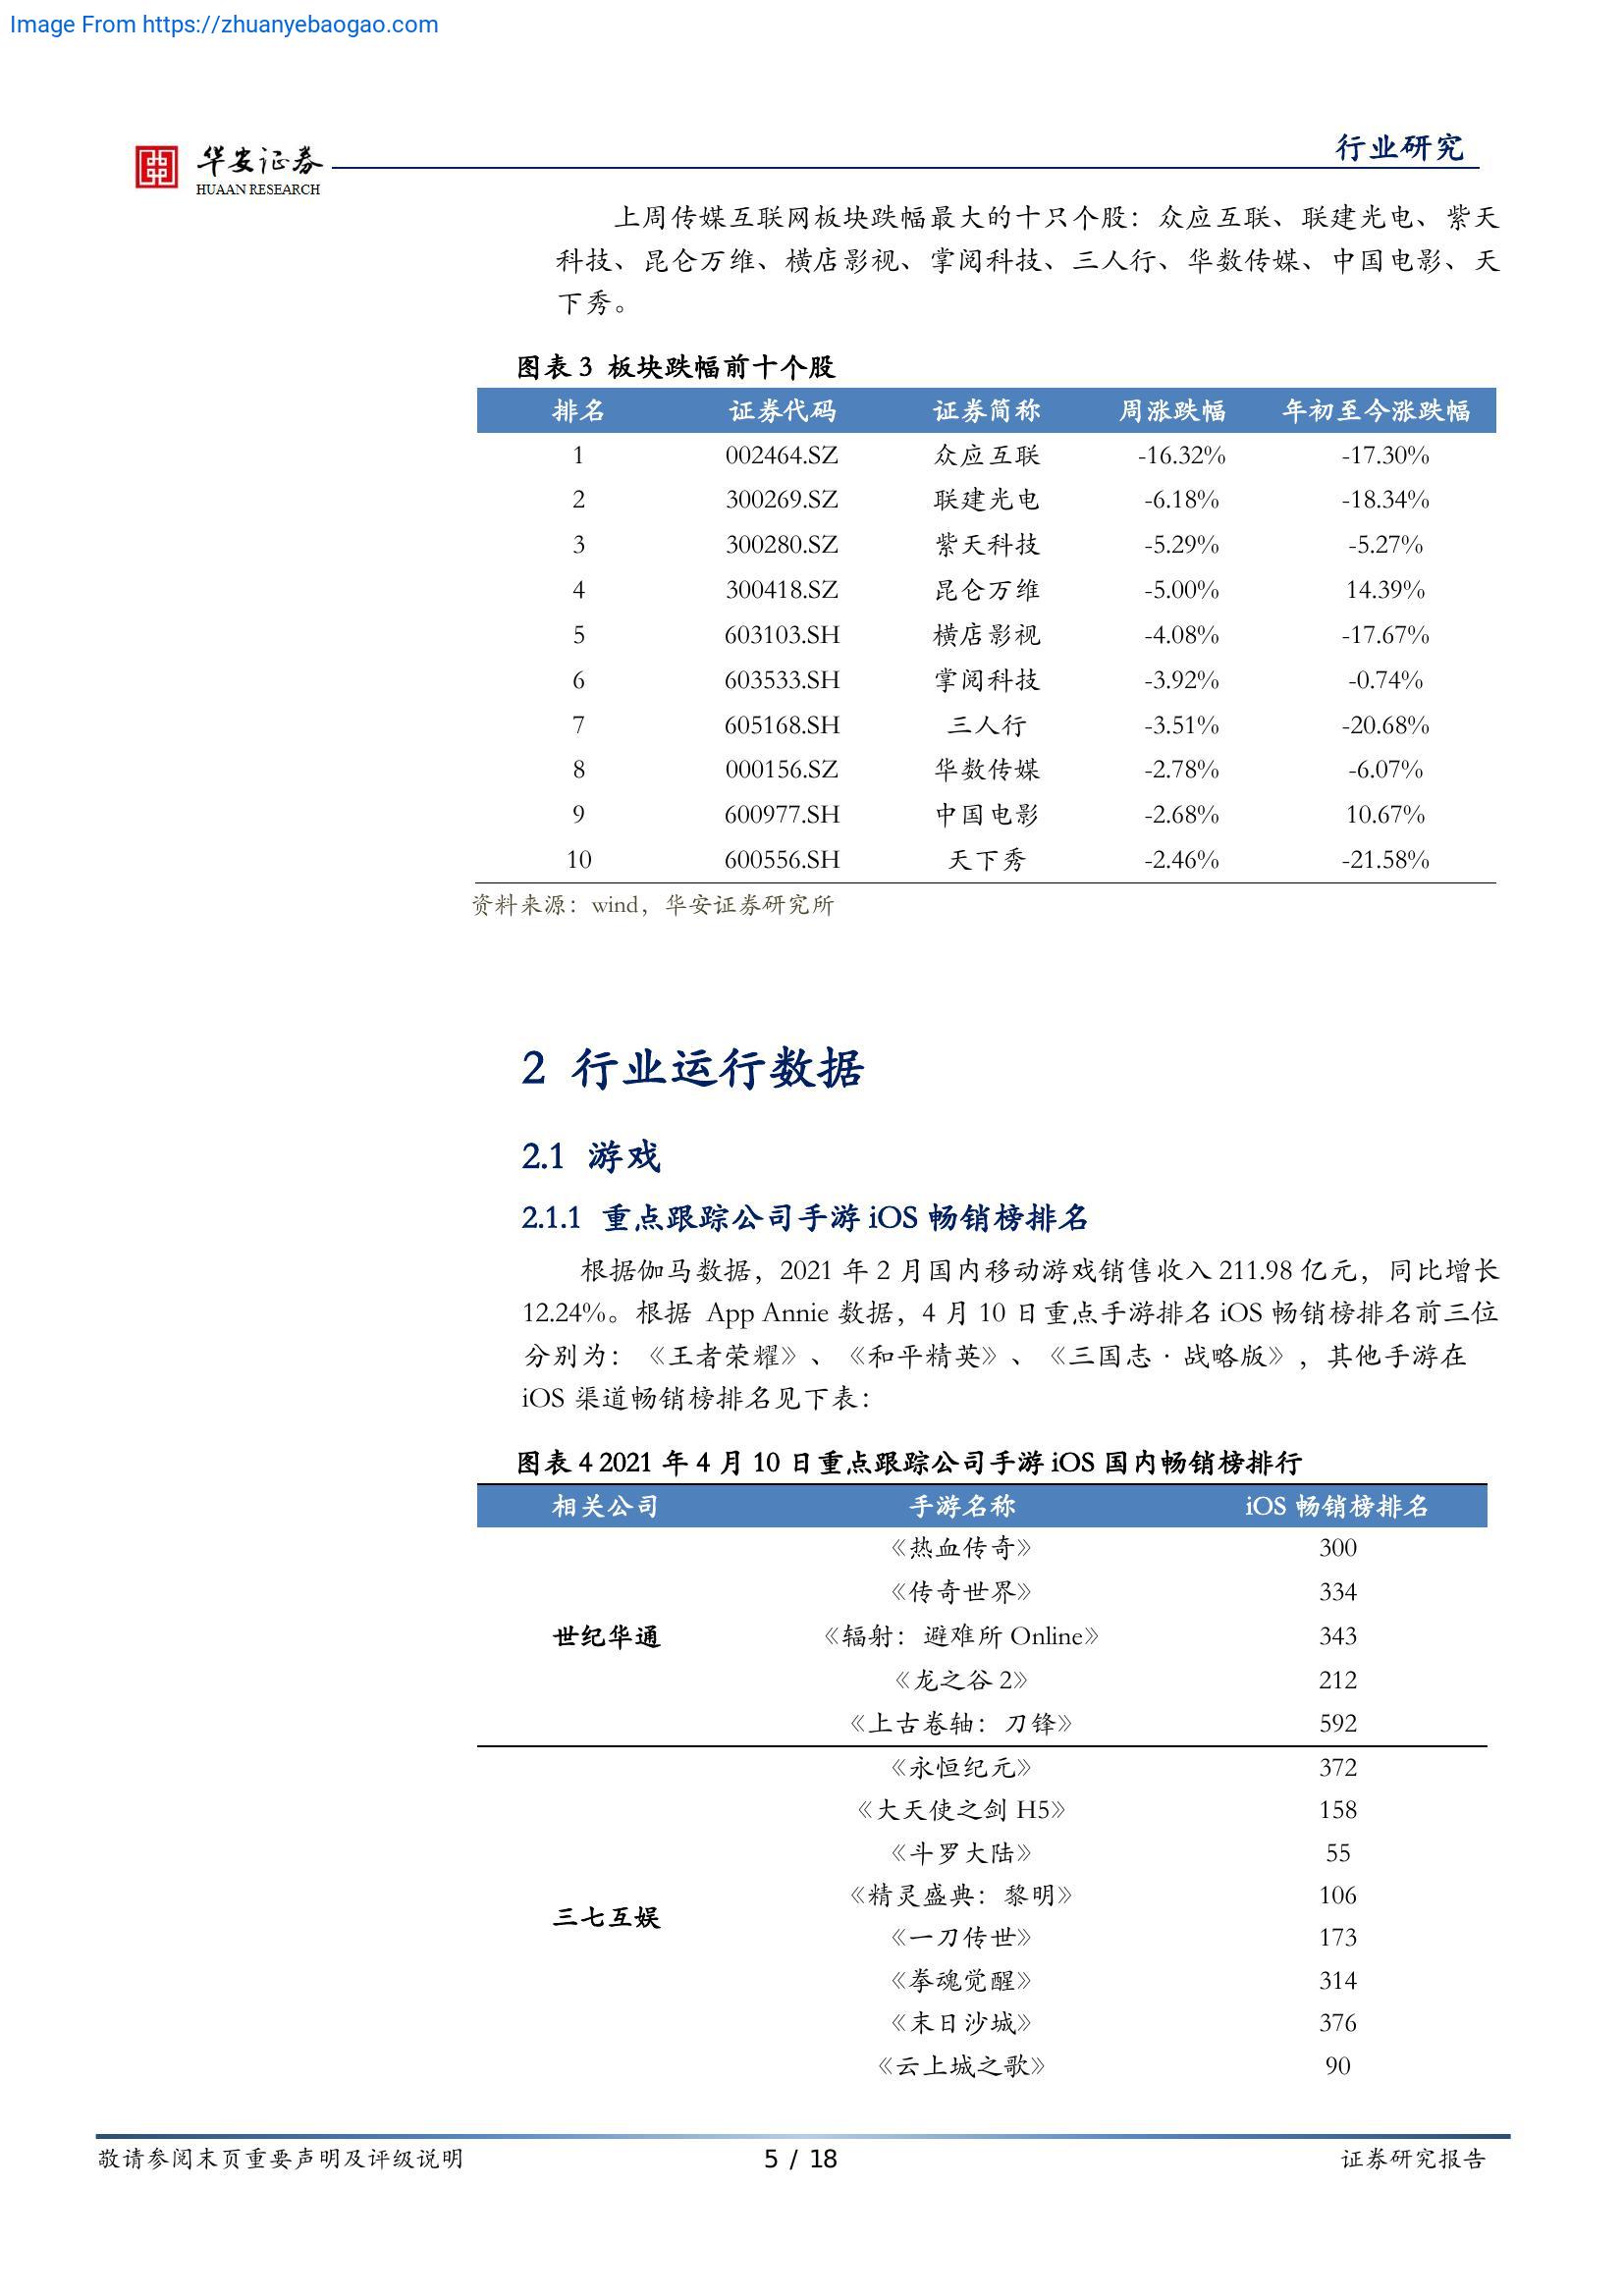 Image From https://zhuanyebaogao.com
华安证券
HUAAN RESEARCH
行业研究
上周传媒互联网板块跌幅最大的十只个股：众应互联、联建光电、紫天
科技、昆仑万维、横店影视、掌阅科技、三人行、华数传媒、中国电影、天
下秀。
图表 3 板块跌幅前十个股
排名 证券代码 证券简称 周涨跌幅 年初至今涨跌幅
1 002464.SZ 众应互联 -16.32% -17.30%
2 300269.SZ 联建光电 -6.18% -18.34%
3 300280.SZ 紫天科技 -5.29% -5.27%
4 300418.SZ 昆仑万维 -5.00% 14.39%
5 603103.SH 横店影视 -4.08% -17.67%
6 603533.SH 掌阅科技 -3.92% -0.74%
7 605168.SH 三人行 -3.51% -20.68%
8 000156.SZ 华数传媒 -2.78% -6.07%
9 600977.SH 中国电影 -2.68% 10.67%
10 600556.SH 天下秀 -2.46% -21.58%
资料来源：wind，华安证券研究所
2 行业运行数据
2.1 游戏
2.1.1 重点跟踪公司手游 iOS 畅销榜排名
根据伽马数据，2021 年 2 月国内移动游戏销售收入 211.98 亿元，同比增长
12.24%。根据 App Annie 数据，4 月 10 日重点手游排名 iOS 畅销榜排名前三位
分别为：《王者荣耀》、《和平精英》、《三国志·战略版》，其他手游在
iOS 渠道畅销榜排名见下表：
图表 4 2021 年 4 月 10 日重点跟踪公司手游 iOS 国内畅销榜排行
相关公司 手游名称 iOS 畅销榜排名
《热血传奇》 300
《传奇世界》 334
世纪华通 《辐射：避难所 Online》 343
《龙之谷 2》 212
《上古卷轴：刀锋》 592
《永恒纪元》 372
《大天使之剑 H5》 158
《斗罗大陆》 55
《精灵盛典：黎明》 106
三七互娱
《一刀传世》 173
《拳魂觉醒》 314
《末日沙城》 376
《云上城之歌》 90
敬请参阅末页重要声明及评级说明 5 / 18 证券研究报告